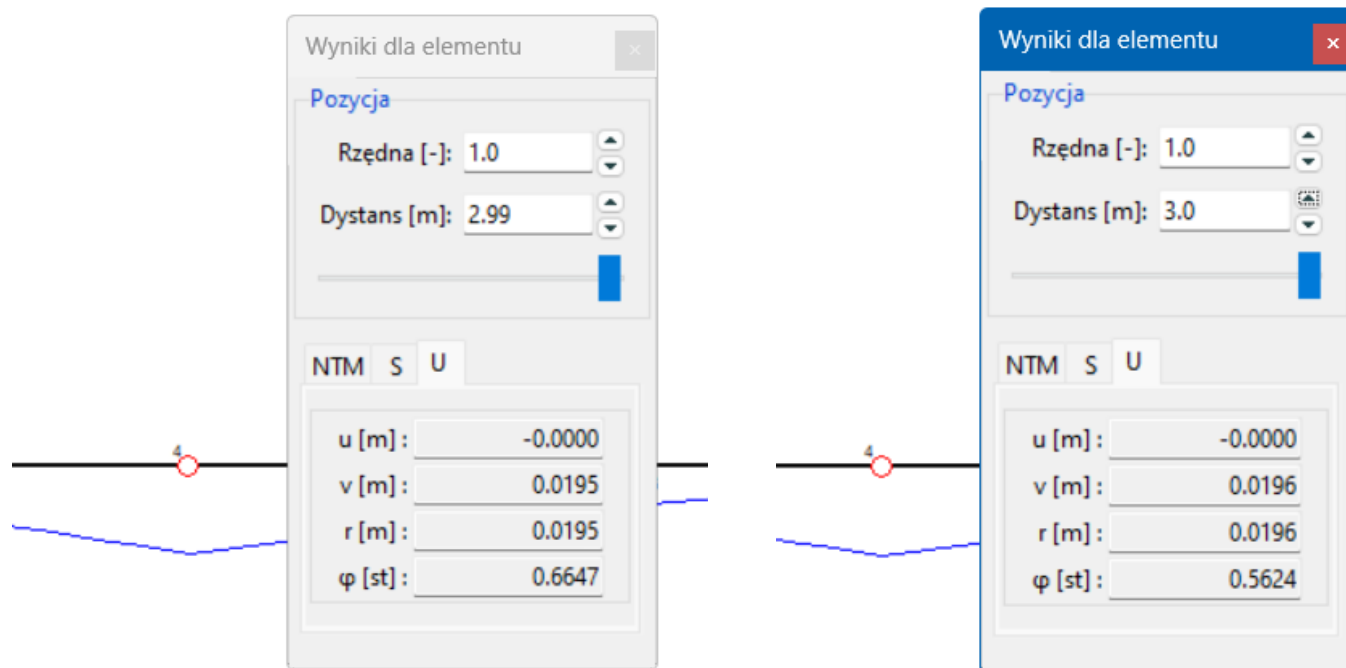 Wyniki dla elementu
×
Pozycja
Rzędna [-]: 1.0
Dystans [m]: 2.99
NTM S U
u [m] : -0.0000
v [m] : 0.0195
r [m] : 0.0195
φ [st] : 0.6647
4
Wyniki dla elementu
×
Pozycja
Rzędna [-]: 1.0
Dystans [m]: 3.0
NTM S U
u [m] : -0.0000
v [m] : 0.0196
r [m] : 0.0196
φ [st] : 0.5624
4